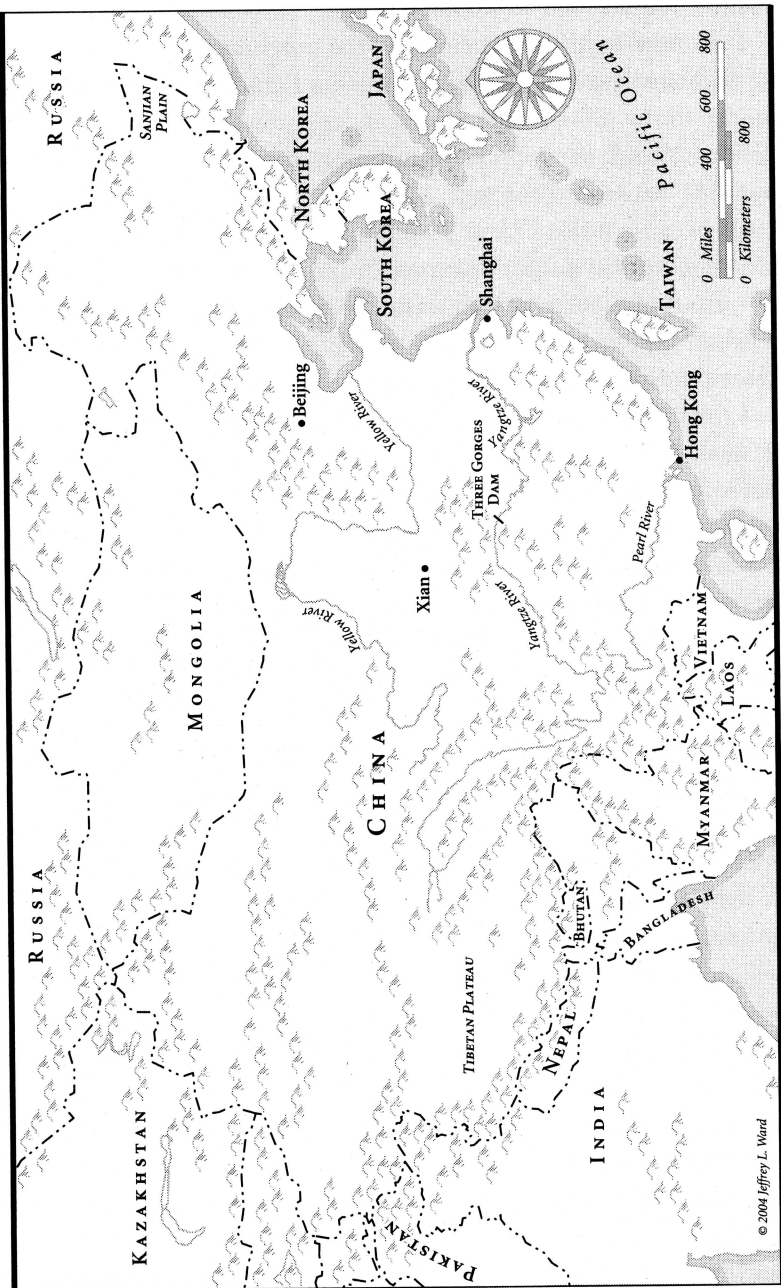 RUSSIA
RUSSIA
KAZAKHSTAN
MONGOLIA
SANJIAN
PLAIN
NORTH KOREA
JAPAN
SOUTH KOREA
Beijing
Yellow River
Yellow River
CHINA
Xian
Shanghai
Yangtze River
THREE GORGES
DAM
Yangtze River
TIBETAN PLATEAU
PAKISTAN
NEPAL
BHUTAN
INDIA
BANGLADESH
MYANMAR
Pearl River
Hong Kong
TAIWAN
VIETNAM
LAOS
Pacific Ocean
0 Miles 400 600 800
0 Kilometers 800
© 2004 Jeffrey L. Ward